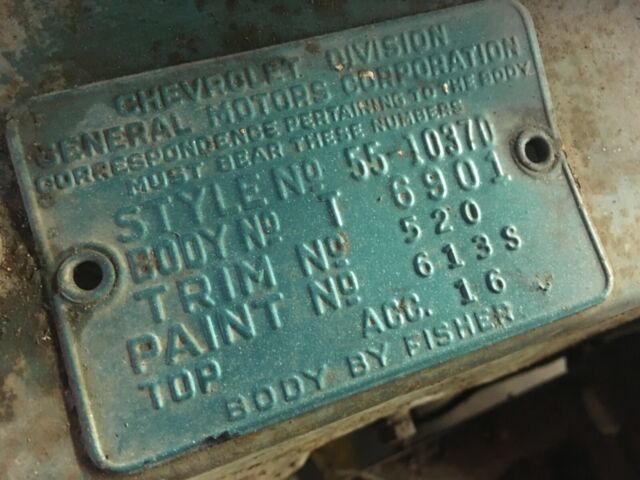 CHEVROLET DIVISION
GENERAL MOTORS CORPORATION
CORRESPONDENCE PERTAINING TO THE BODY
MUST BEAR THESE NUMBERS
STYLE Nº 55-1037D
BODY Nº T 6901
TRIM Nº 520
PAINT Nº 613S
TOP ACC. 16
BODY BY FISHER